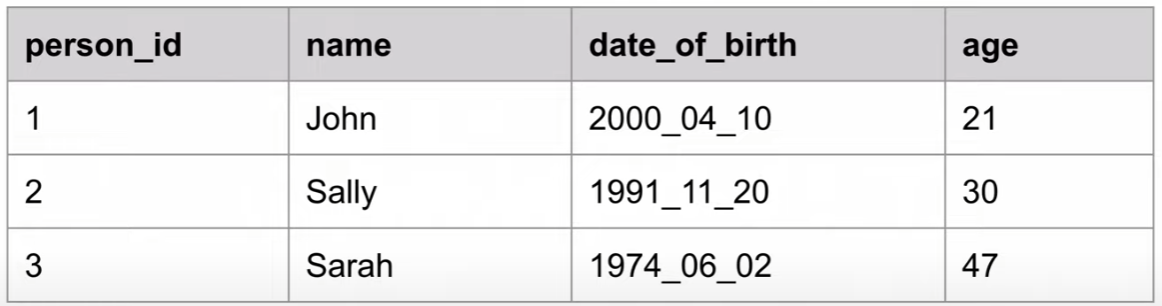 person_id name date_of_birth age
1 John 2000_04_10 21
2 Sally 1991_11_20 30
3 Sarah 1974_06_02 47